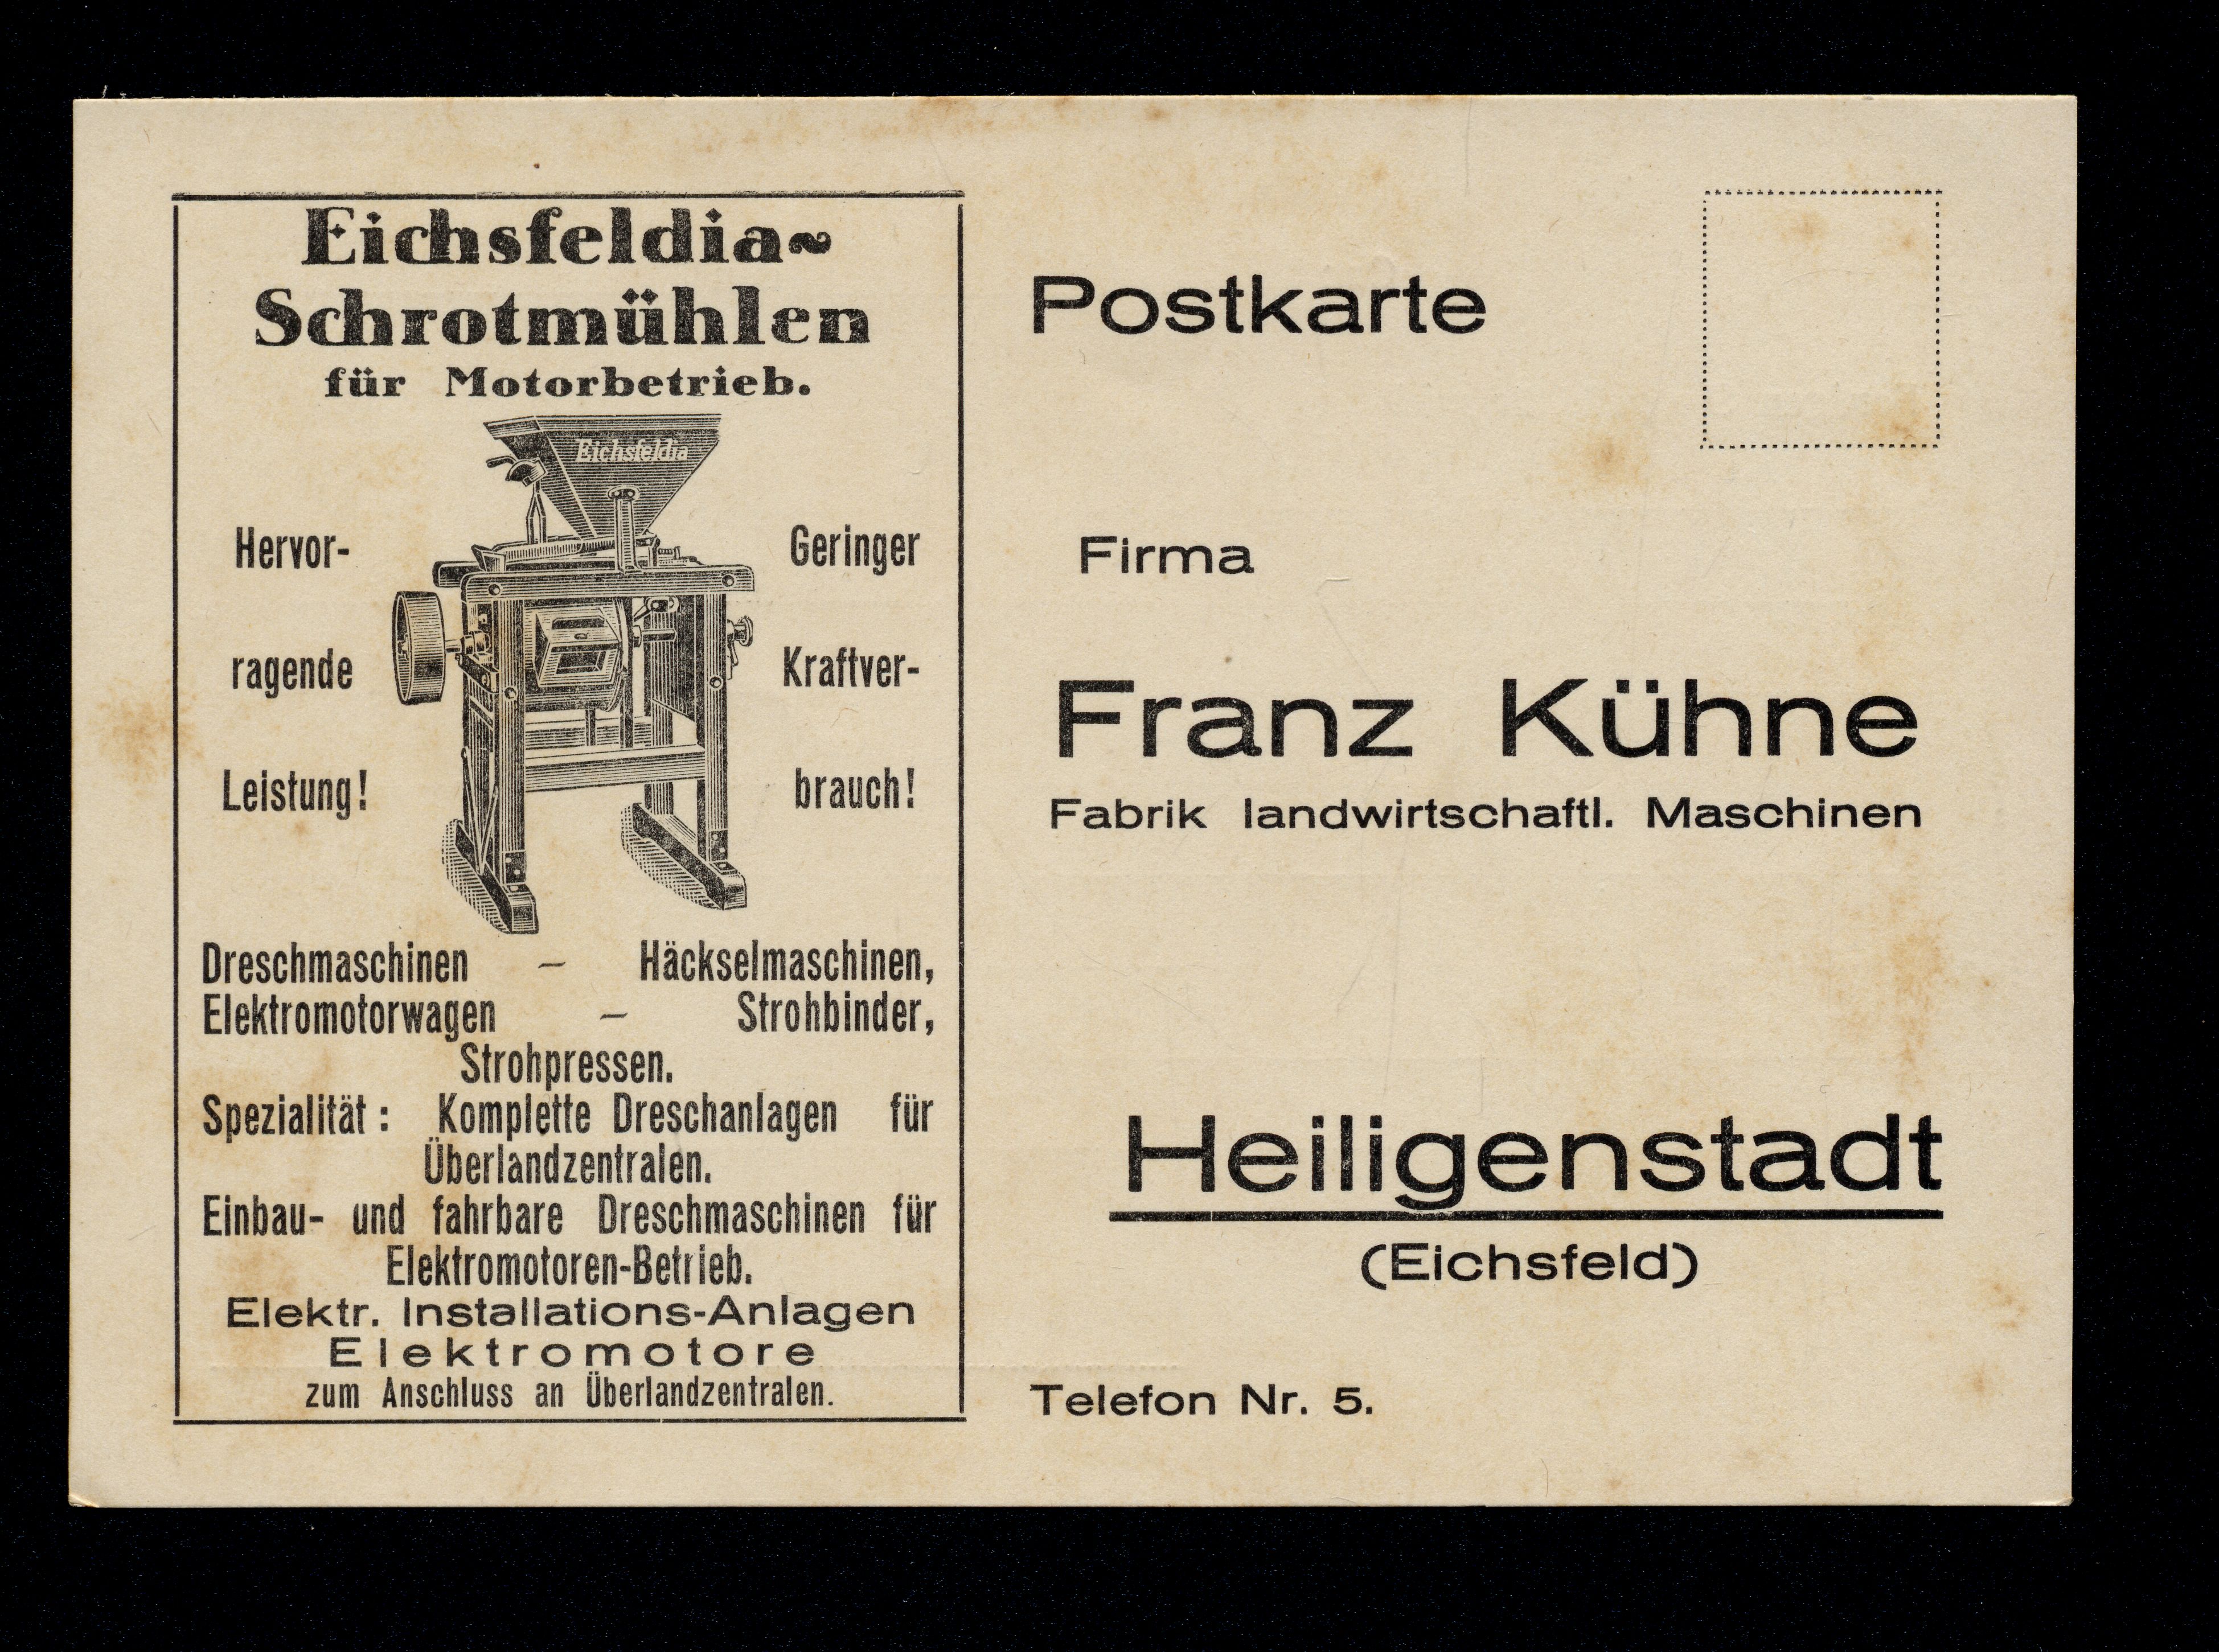 Eichsfeldia-
Schrotmühlen
für Motorbetrieb.
Eichsfeldia
Hervor-
ragende
Leistung!
Geringer
Kraftver-
brauch!
Dreschmaschinen – Häckselmaschinen,
Elektromotorwagen – Strohbinder,
Strohpressen.
Spezialität: Komplette Dreschanlagen für
Überlandzentralen.
Einbau- und fahrbare Dreschmaschinen für
Elektromotoren-Betrieb.
Elektr. Installations-Anlagen
Elektromotore
zum Anschluss an Überlandzentralen.
Postkarte
Firma
Franz Kühne
Fabrik landwirtschaftl. Maschinen
Heiligenstadt
(Eichsfeld)
Telefon Nr. 5.